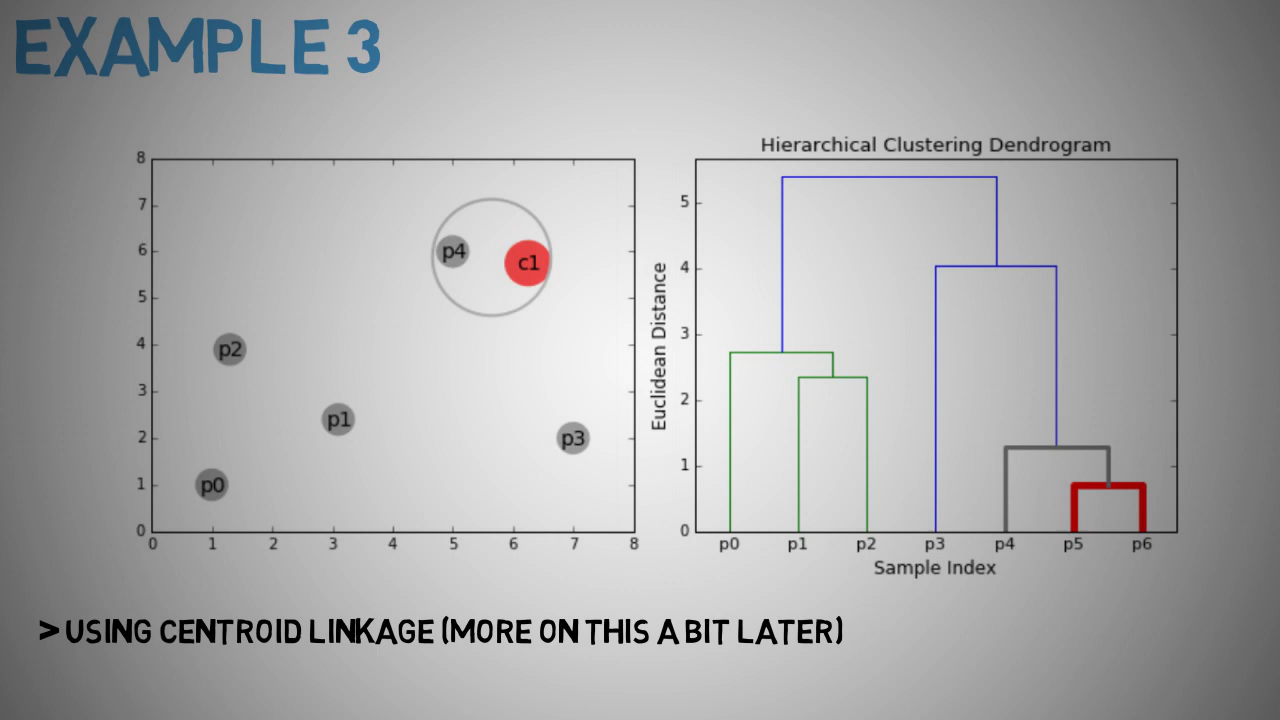 EXAMPLE 3
8
7
6
5
4
3
2
1
0
0 1 2 3 4 5 6 7 8
p4
c1
p2
p1
p3
p0
Hierarchical Clustering Dendrogram
Euclidean Distance
5
4
3
2
1
0
p0 p1 p2 p3 p4 p5 p6
Sample Index
> USING CENTROID LINKAGE (MORE ON THIS A BIT LATER)